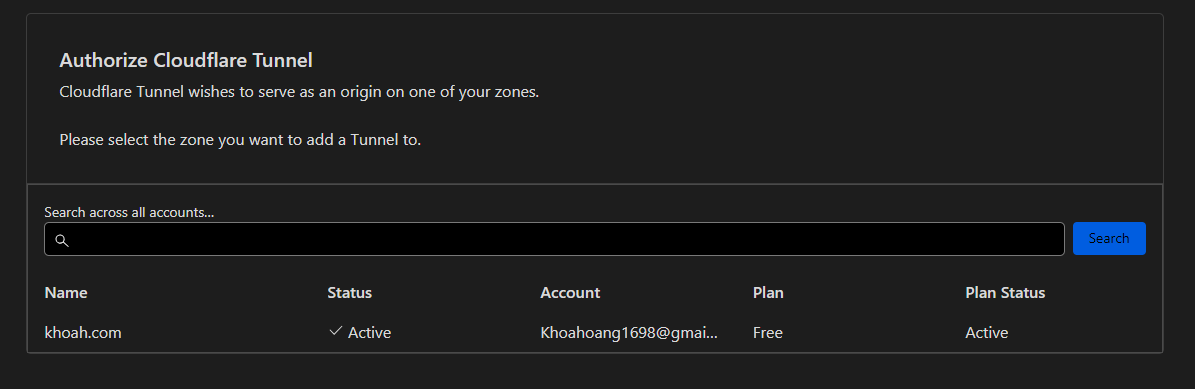 Authorize Cloudflare Tunnel
Cloudflare Tunnel wishes to serve as an origin on one of your zones.
Please select the zone you want to add a Tunnel to.
Search across all accounts...
Search
Name Status Account Plan Plan Status
khoah.com Active Khoahoang1698@gmai... Free Active